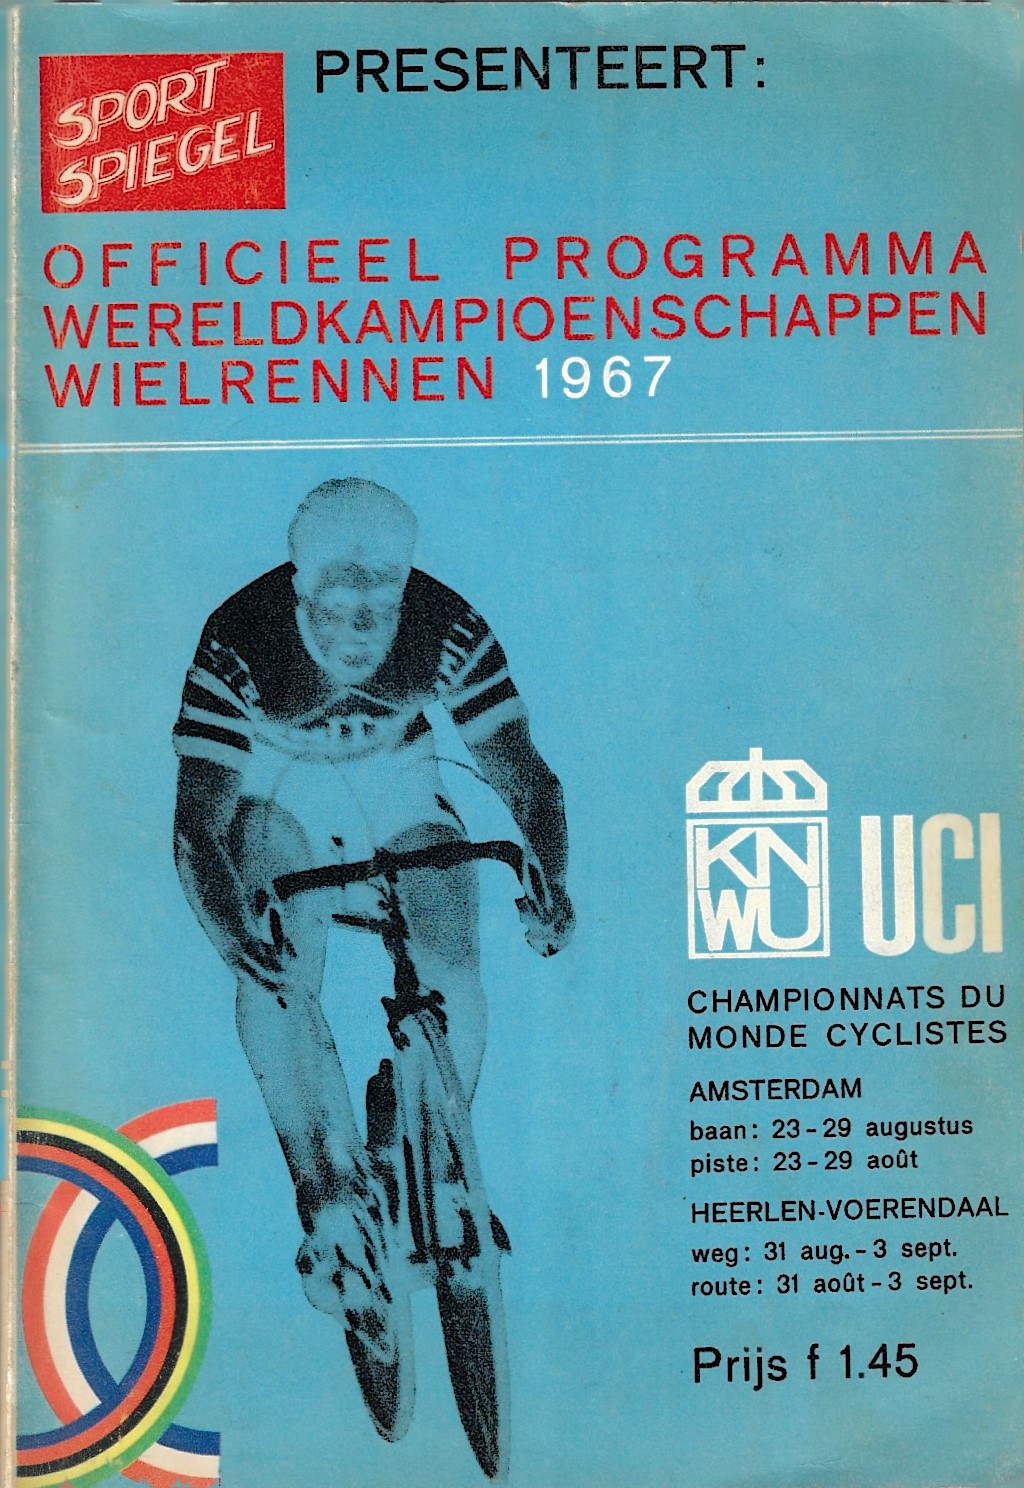 SPORT
SPIEGEL
PRESENTEERT:
OFFICIEEL PROGRAMMA
WERELDKAMPIOENSCHAPPEN
WIELRENNEN 1967
KN
WU
UCI
CHAMPIONNATS DU
MONDE CYCLISTES
AMSTERDAM
baan: 23-29 augustus
piste: 23-29 août
HEERLEN-VOERENDAAL
weg: 31 aug.-3 sept.
route: 31 août-3 sept.
Prijs f 1.45